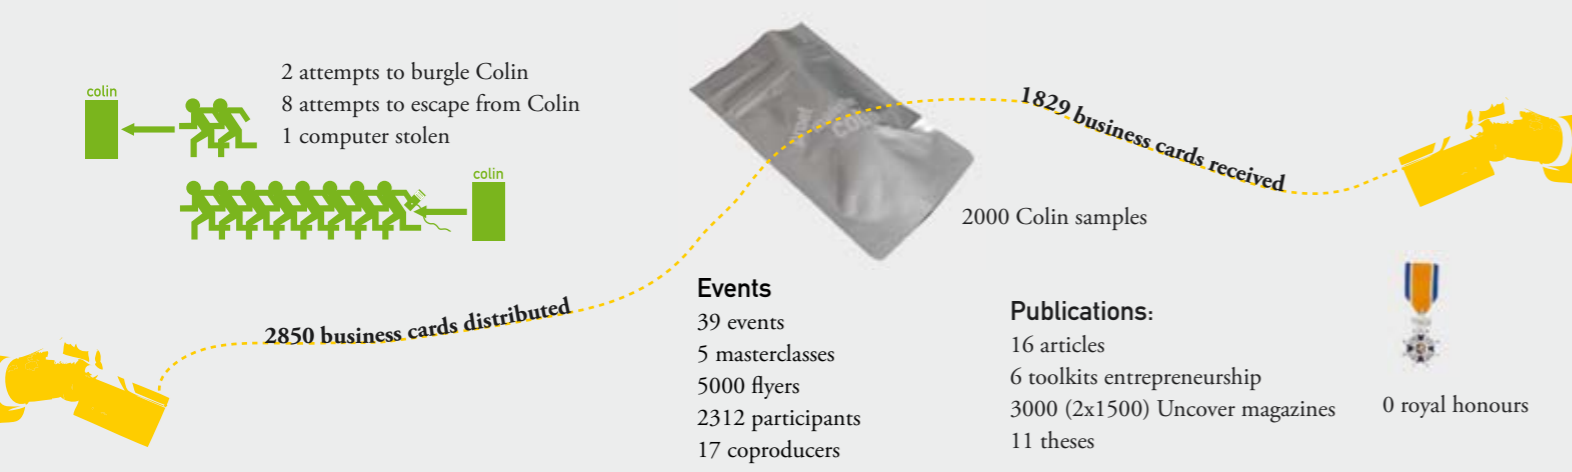 colin
2 attempts to burgle Colin
8 attempts to escape from Colin
1 computer stolen
colin
2850 business cards distributed
1829 business cards received
2000 Colin samples
Events
39 events
5 masterclasses
5000 flyers
2312 participants
17 coproducers
Publications:
16 articles
6 toolkits entrepreneurship
3000 (2x1500) Uncover magazines
11 theses
0 royal honours